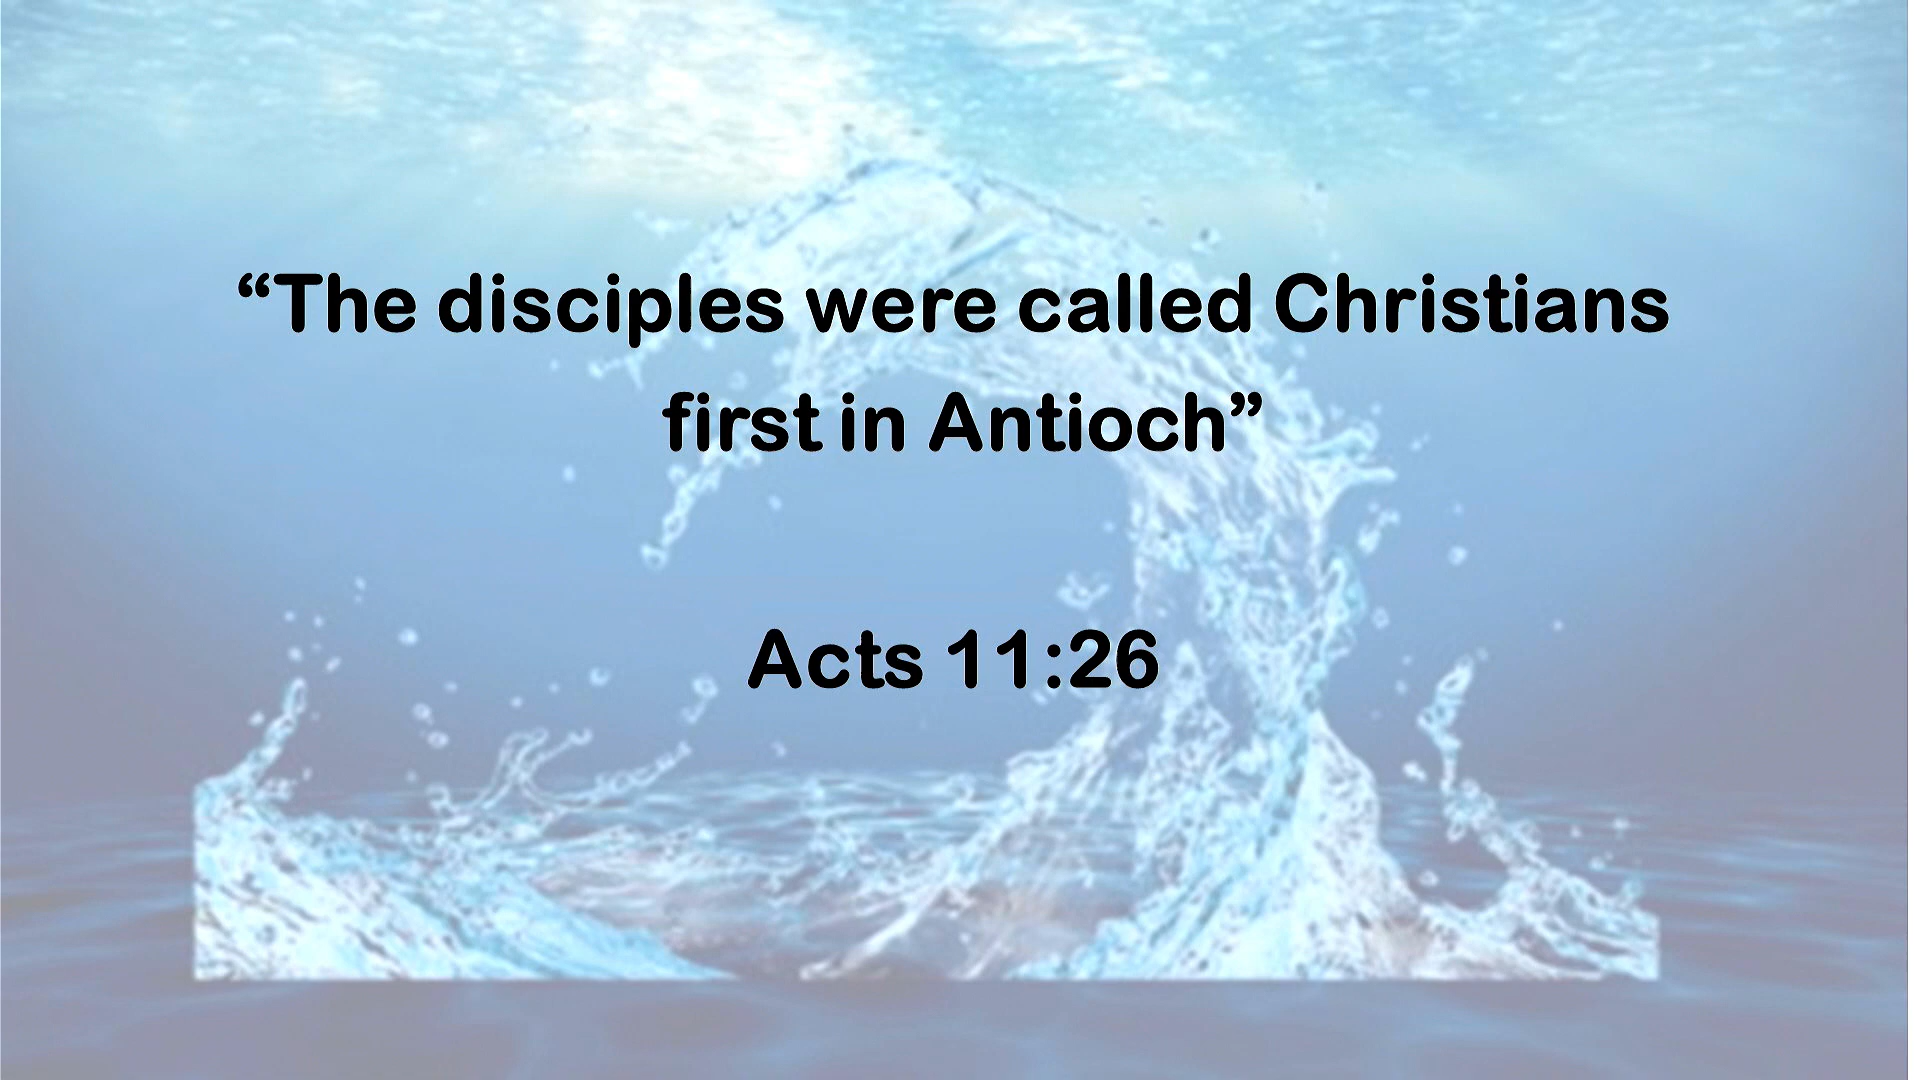 “The disciples were called Christians
first in Antioch”
Acts 11:26